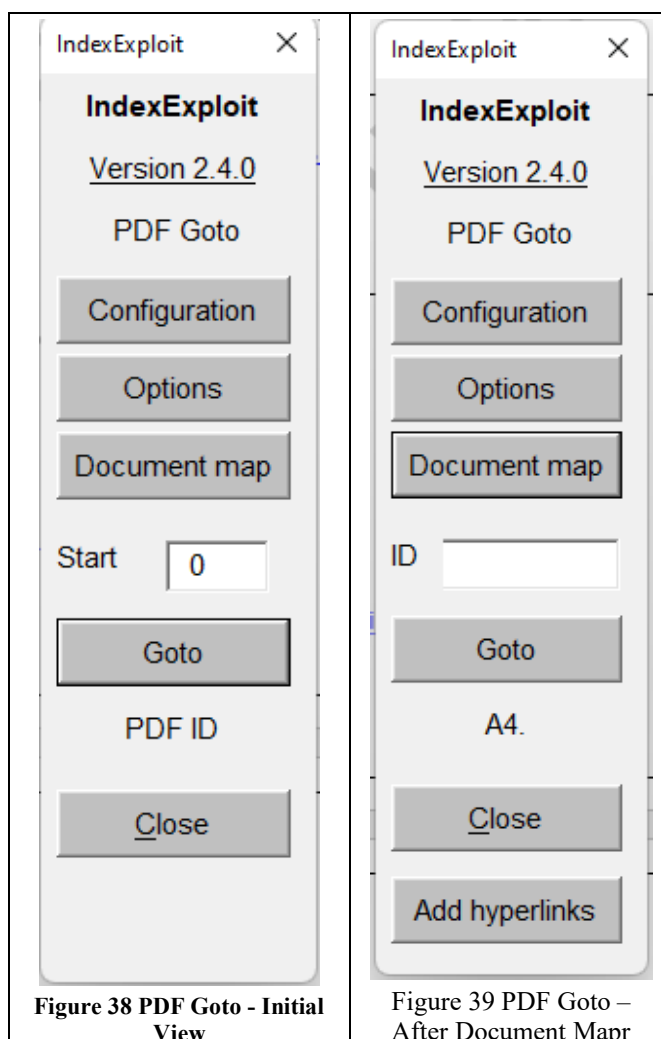 IndexExploit
IndexExploit
Version 2.4.0
PDF Goto
Configuration
Options
Document map
Start 0
Goto
PDF ID
Close
Figure 38 PDF Goto - Initial
View
IndexExploit
IndexExploit
Version 2.4.0
PDF Goto
Configuration
Options
Document map
ID
Goto
A4.
Close
Add hyperlinks
Figure 39 PDF Goto –
After Document Mapr